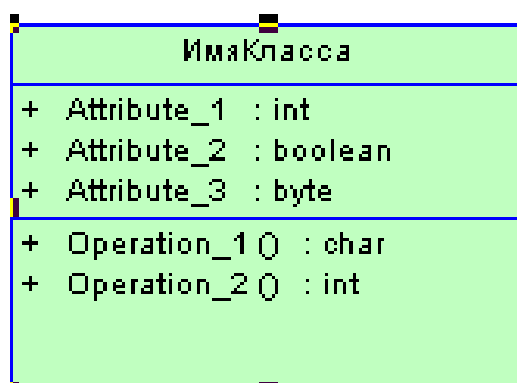 ИмяКласса
+ Attribute_1 : int
+ Attribute_2 : boolean
+ Attribute_3 : byte
+ Operation_1 () : char
+ Operation_2 () : int